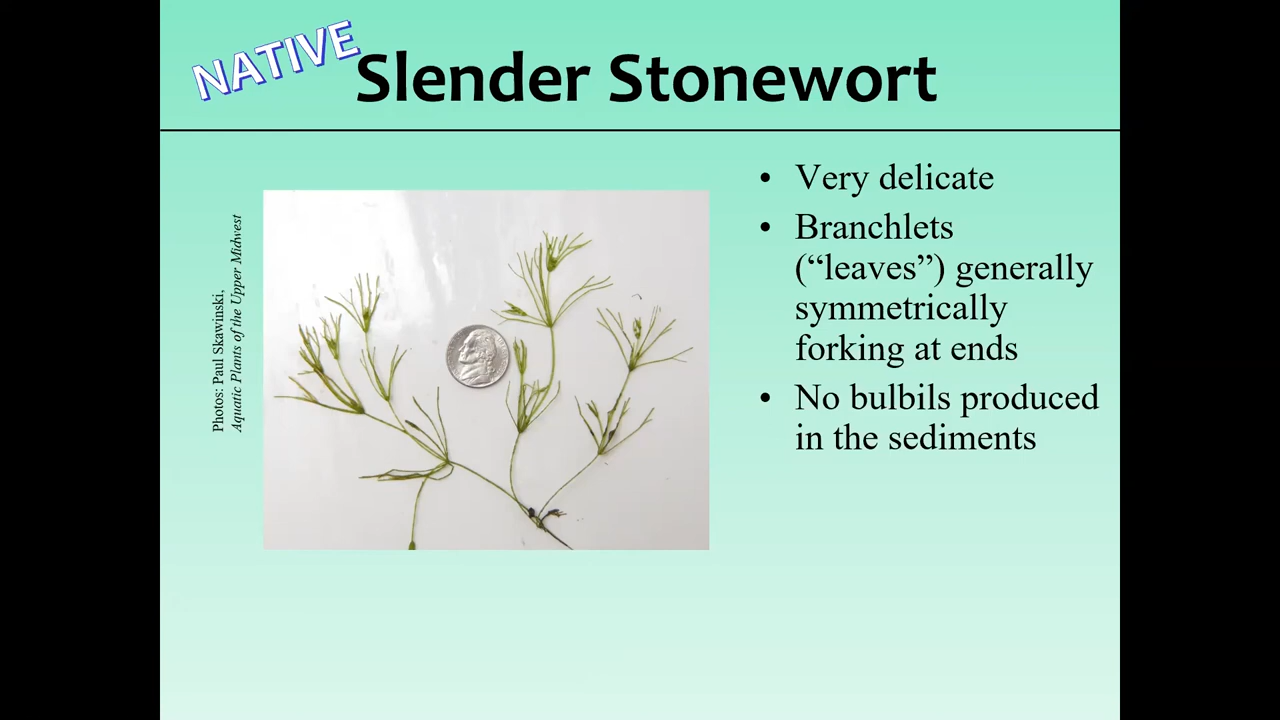 NATIVE
Slender Stonewort
Photos: Paul Skawinski,
Aquatic Plants of the Upper Midwest
• Very delicate
• Branchlets
(“leaves”) generally
symmetrically
forking at ends
• No bulbils produced
in the sediments